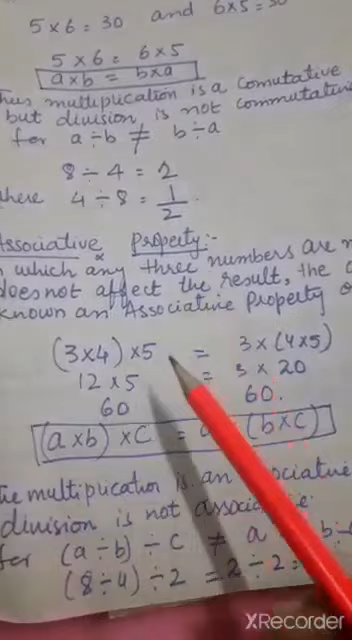 5×6 = 30 and 6×5 = 30
5×6 = 6×5
a×b = b×a
multiplication is a comutative
but division is not commutative
for a÷b ≠ b÷a
8÷4 = 2
where 4÷8 = 1/2
Associative Property:-
which any three numbers are
does not affect the result, the
known an Associative Property
(3×4)×5 = 3×(4×5)
12×5 = 3×20
60 60.
(a×b)×C = (b×C)
The multiplication is an
division is not
for (a÷b)÷C ≠ a
(8÷4)÷2 = 2÷2 =
XRecorder